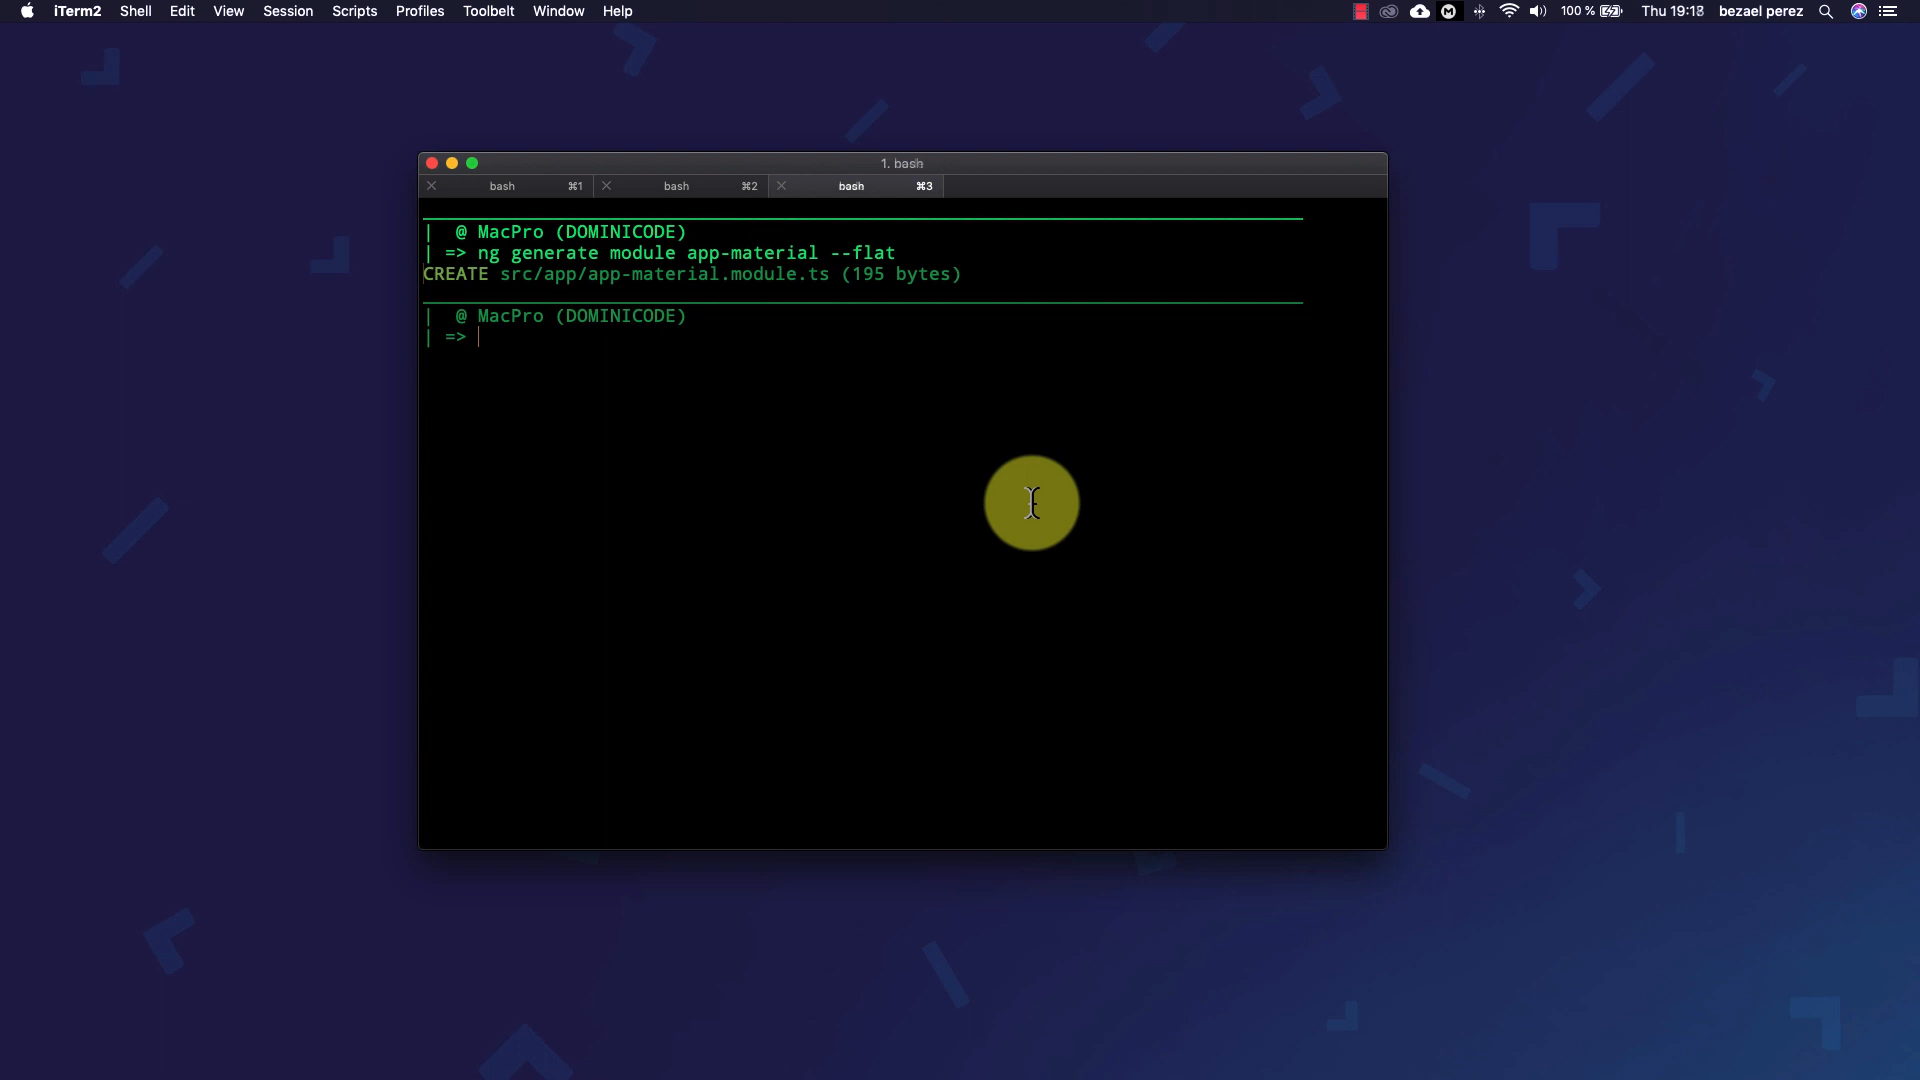 iTerm2 Shell Edit View Session Scripts Profiles Toolbelt Window Help
100 % Thu bezael perez
1. bash
bash ⌘1 bash ⌘2 bash ⌘3
| @ MacPro (DOMINICODE)
| => ng generate module app-material --flat
CREATE src/app/app-material.module.ts (195 bytes)
| @ MacPro (DOMINICODE)
| =>